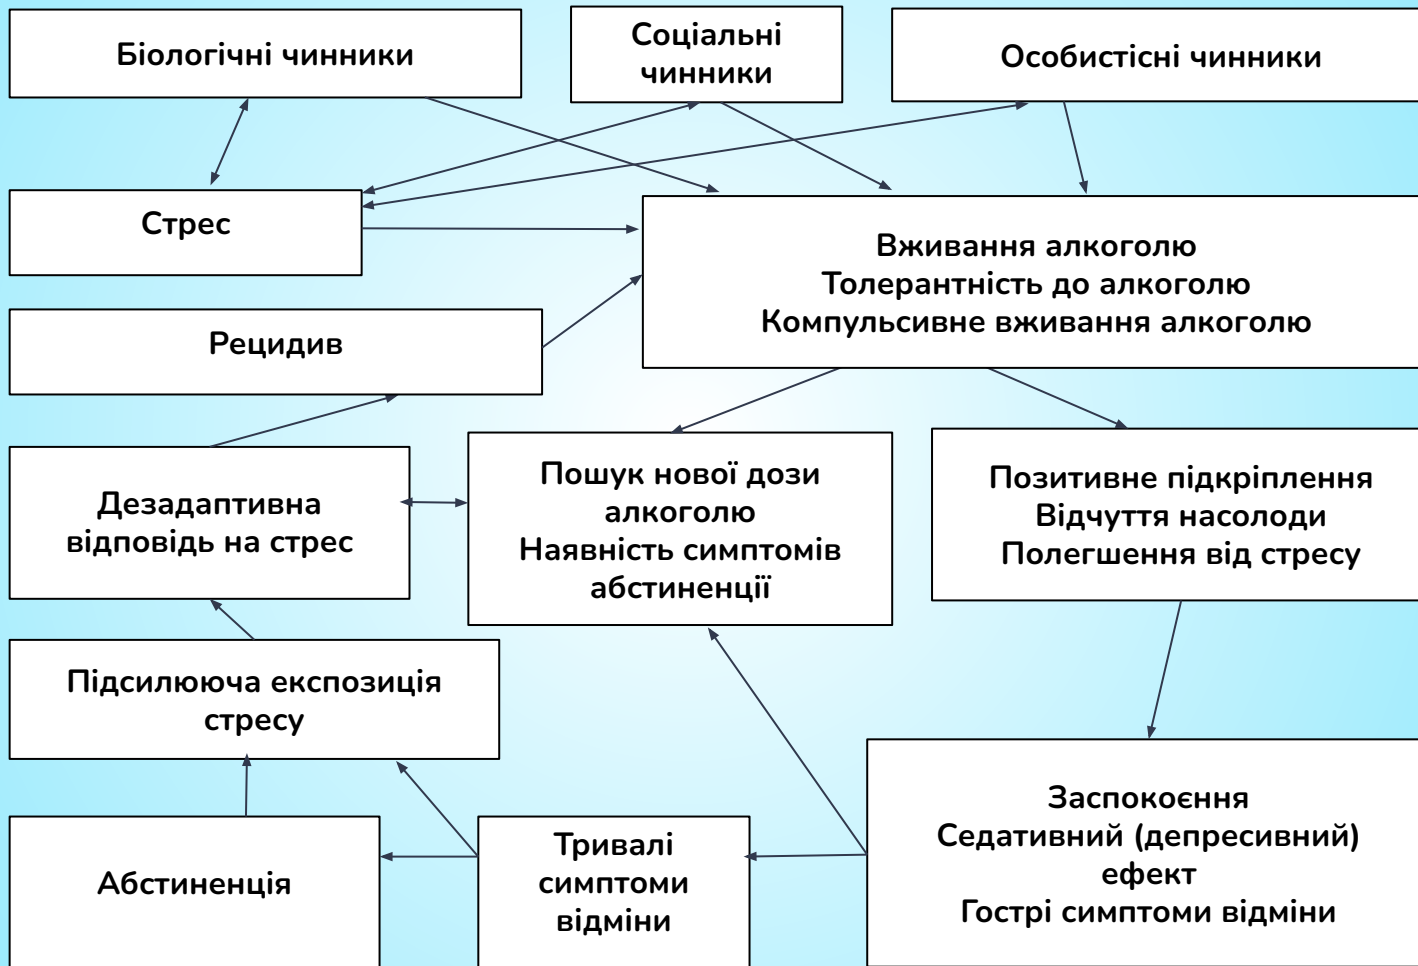 Біологічні чинники
Соціальні
чинники
Особистісні чинники
Стрес
Вживання алкоголю
Толерантність до алкоголю
Компульсивне вживання алкоголю
Рецидив
Дезадаптивна
відповідь на стрес
Пошук нової дози
алкоголю
Наявність симптомів
абстиненції
Позитивне підкріплення
Відчуття насолоди
Полегшення від стресу
Підсилююча експозиція
стресу
Абстиненція
Тривалі
симптоми
відміни
Заспокоєння
Седативний (депресивний)
ефект
Гострі симптоми відміни